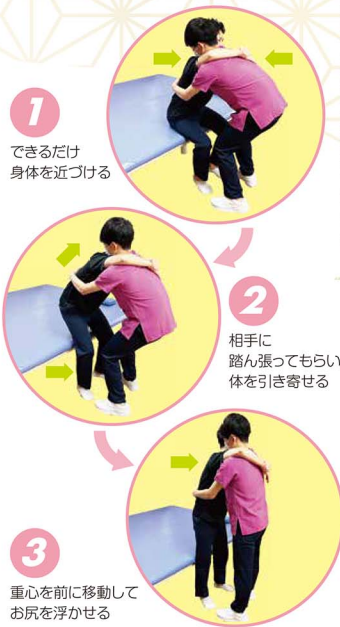 1
できるだけ
身体を近づける
2
相手に
踏ん張ってもらい
体を引き寄せる
3
重心を前に移動して
お尻を浮かせる